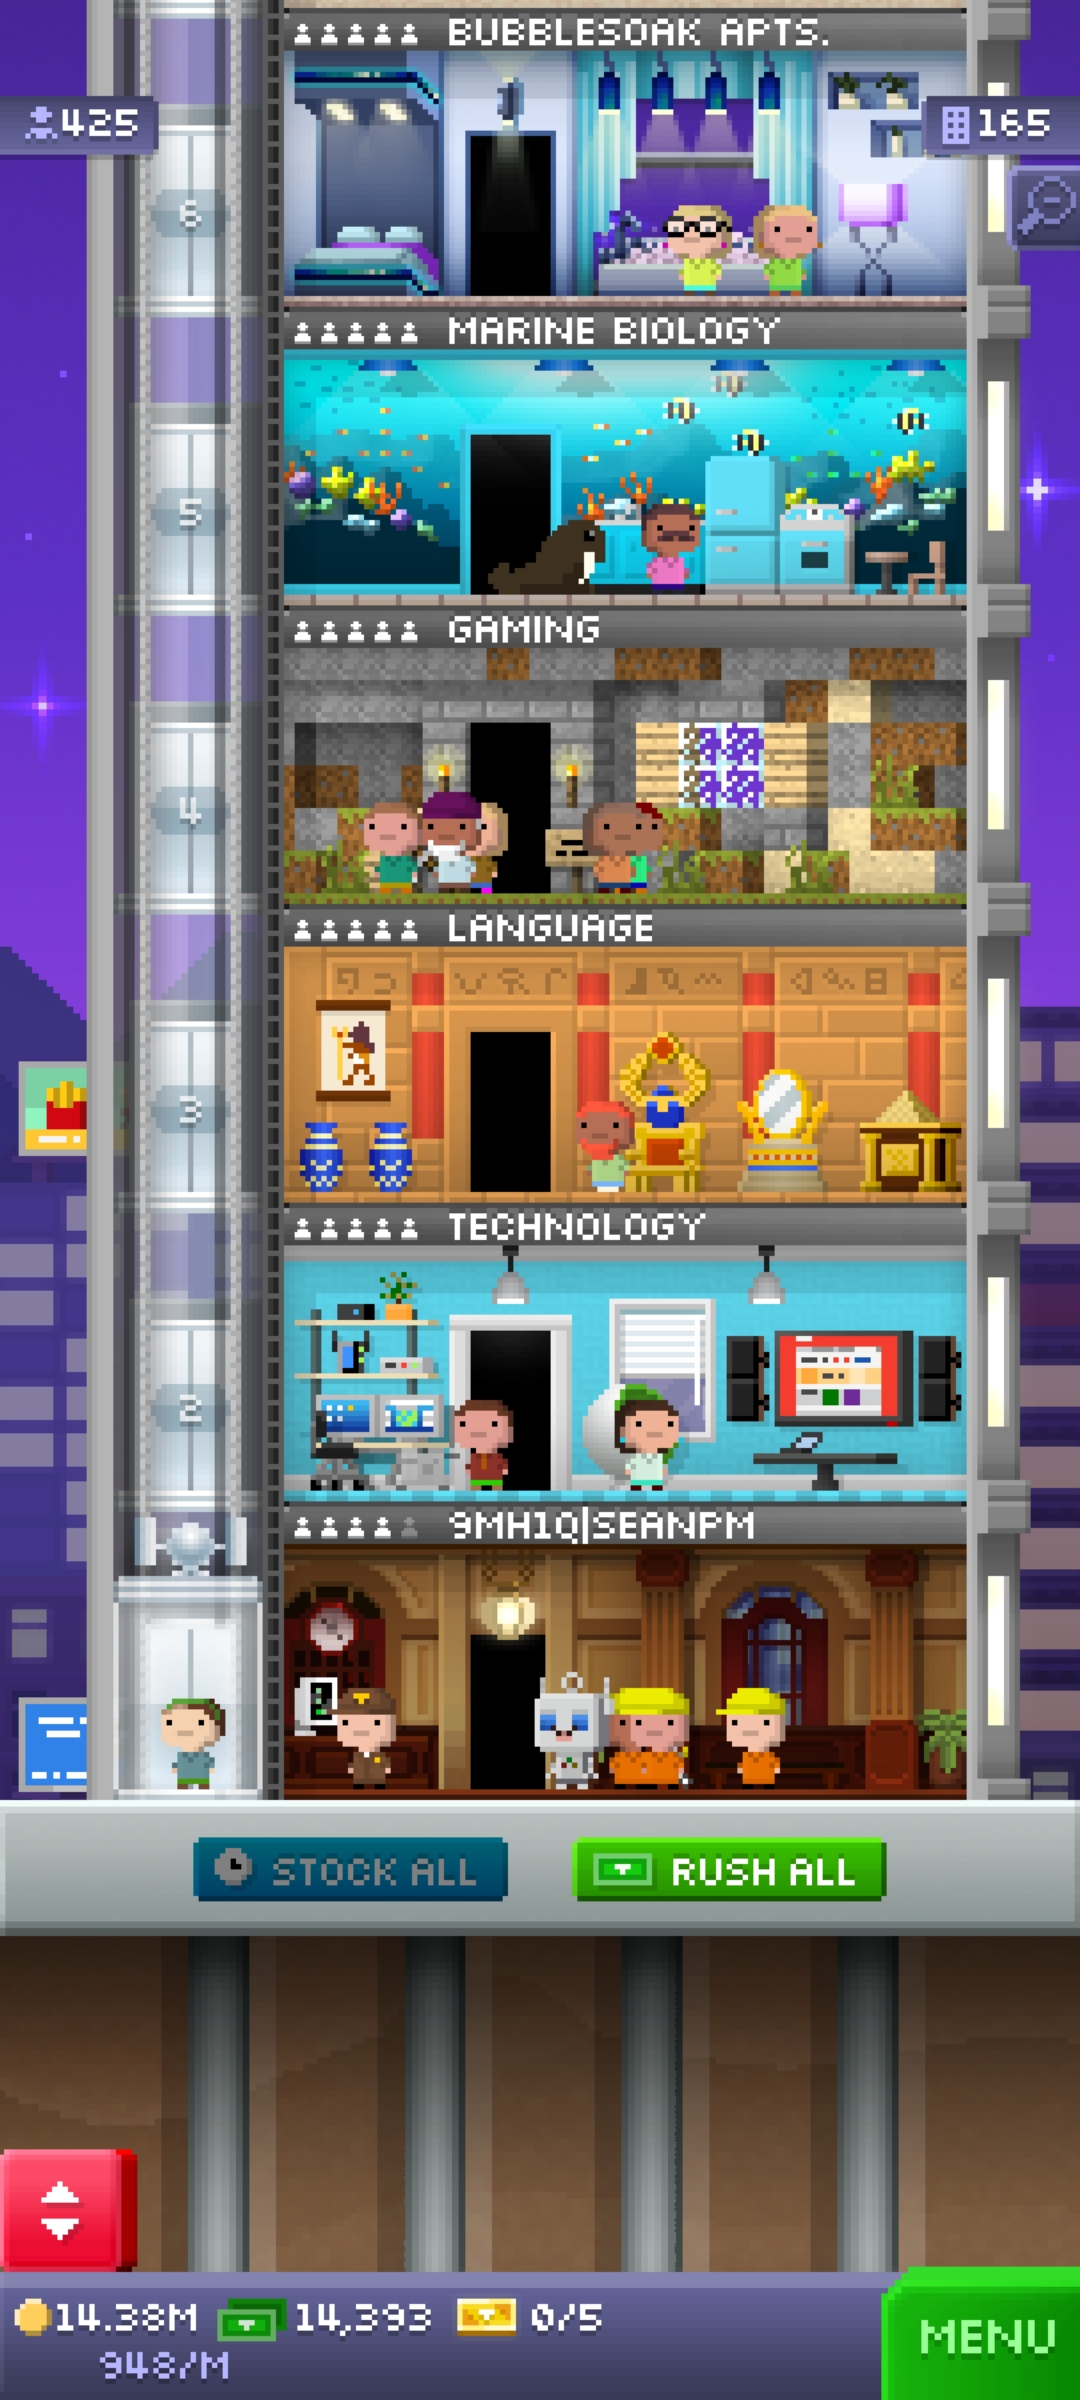 BUBBLESOAK APTS.
425
165
6
MARINE BIOLOGY
5
GAMING
4
LANGUAGE
3
TECHNOLOGY
2
9MH1Q|SEANPM
STOCK ALL
RUSH ALL
14.38M 14,393 0/5
948/M
MENU